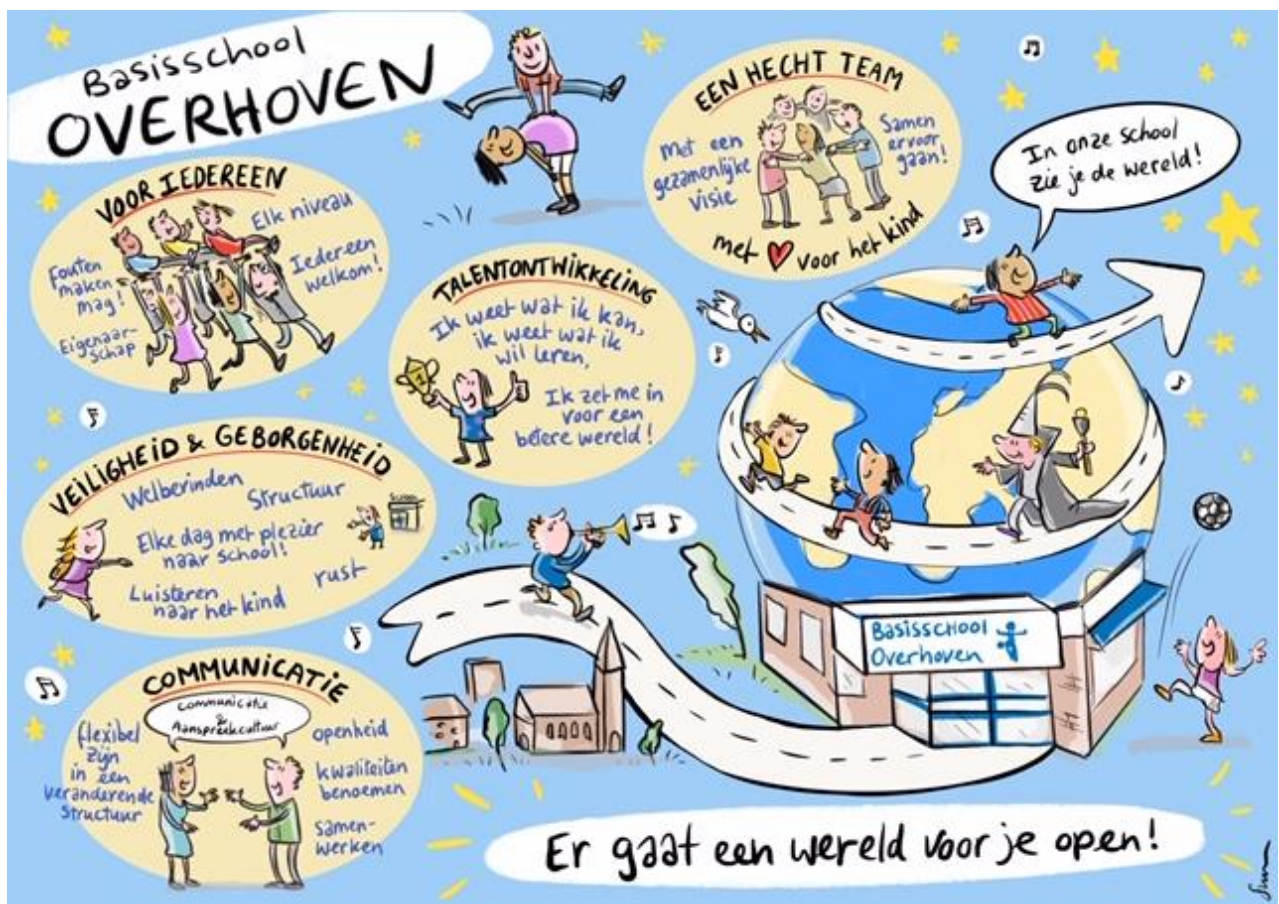 Basisschool
OVERHOVEN
VOOR IEDEREEN
Elk niveau
Fouten
maken
mag!
Iedereen
welkom!
Eigenaar-
schap
EEN HECHT TEAM
Met een
gezamenlijke
visie
Samen
ervoor
gaan!
met ❤ voor het kind
In onze school
zie je de wereld!
TALENTONTWIKKELING
Ik weet wat ik kan,
ik weet wat ik
wil leren,
Ik zet me in
voor een
betere wereld!
1
VEILIGHEID & GEBORGENHEID
Welbevinden
Structuur
SCHOOL
Elke dag met plezier
naar school!
Luisteren
naar het kind
rust
COMMUNICATIE
Communicatie
&
Aanspreekcultuur
flexibel
zijn
in een
veranderende
structuur
openheid
kwaliteiten
benoemen
samen-
werken
Basisschool
Overhoven
Er gaat een wereld voor je open!